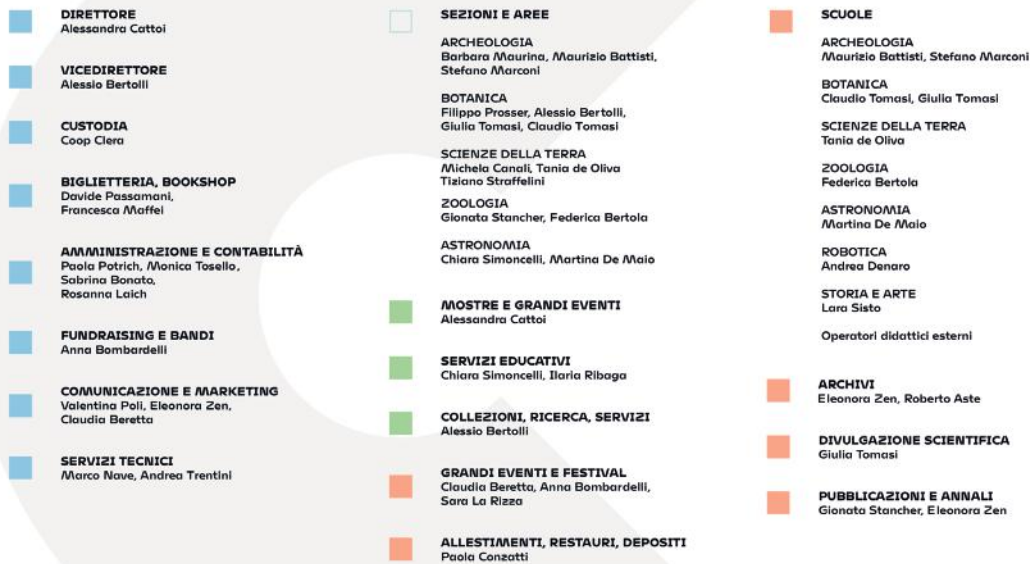 DIRETTORE
Alessandra Cattoi
VICEDIRETTORE
Alessio Bertolli
CUSTODIA
Coop Clera
BIGLIETTERIA, BOOKSHOP
Davide Passamani,
Francesca Maffei
AMMINISTRAZIONE E CONTABILITÀ
Paola Potrich, Monica Tosello,
Sabrina Bonato,
Rosanna Laich
FUNDRAISING E BANDI
Anna Bombardelli
COMUNICAZIONE E MARKETING
Valentina Poli, Eleonora Zen,
Claudia Beretta
SERVIZI TECNICI
Marco Nave, Andrea Trentini
SEZIONI E AREE
ARCHEOLOGIA
Barbara Maurina, Maurizio Battisti,
Stefano Marconi
BOTANICA
Filippo Prosser, Alessio Bertolli,
Giulia Tomasi, Claudio Tomasi
SCIENZE DELLA TERRA
Michela Canali, Tania de Oliva
Tiziano Straffelini
ZOOLOGIA
Gionata Stancher, Federica Bertola
ASTRONOMIA
Chiara Simoncelli, Martina De Maio
MOSTRE E GRANDI EVENTI
Alessandra Cattoi
SERVIZI EDUCATIVI
Chiara Simoncelli, Ilaria Ribaga
COLLEZIONI, RICERCA, SERVIZI
Alessio Bertolli
GRANDI EVENTI E FESTIVAL
Claudia Beretta, Anna Bombardelli,
Sara La Rizza
ALLESTIMENTI, RESTAURI, DEPOSITI
Paola Conzatti
SCUOLE
ARCHEOLOGIA
Maurizio Battisti, Stefano Marconi
BOTANICA
Claudio Tomasi, Giulia Tomasi
SCIENZE DELLA TERRA
Tania de Oliva
ZOOLOGIA
Federica Bertola
ASTRONOMIA
Martina De Maio
ROBOTICA
Andrea Denaro
STORIA E ARTE
Lara Sisto
Operatori didattici esterni
ARCHIVI
Eleonora Zen, Roberto Aste
DIVULGAZIONE SCIENTIFICA
Giulia Tomasi
PUBBLICAZIONI E ANNALI
Gionata Stancher, Eleonora Zen